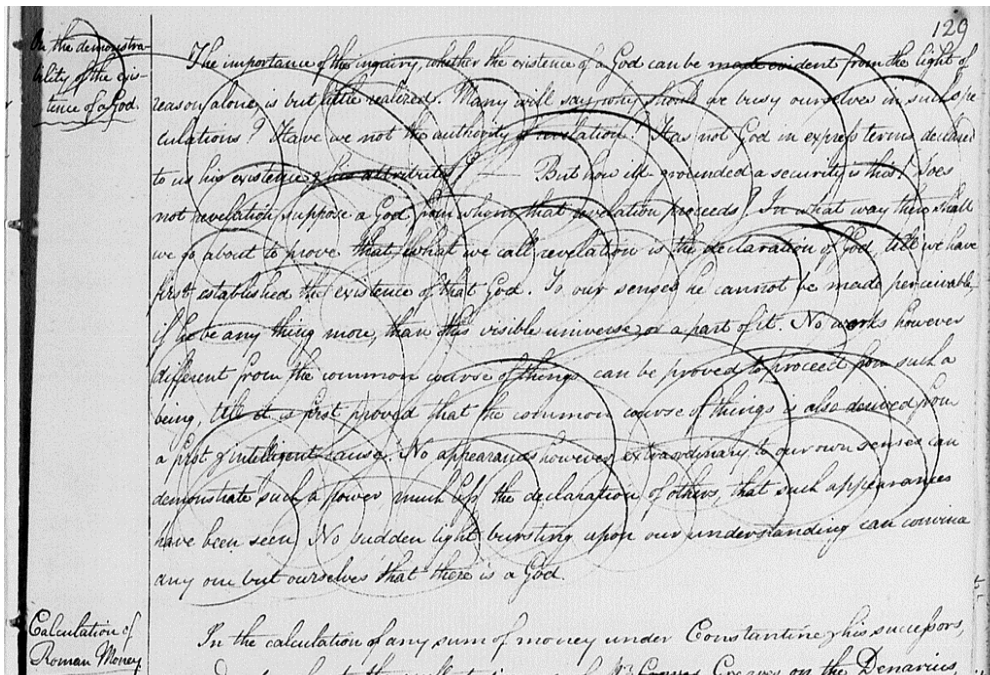 129
On the demonstra-
bility of the exis-
tence of a God.
The importance of the inquiry, whether the existence of a God can be made evident from the light of
reason alone, is but little realized. Many will say, why should we busy ourselves in such spe
culations? Have we not the authority of revelation? Has not God in express terms declared
to us his existence & his attributes? — But how ill-grounded a security is this! Does
not revelation suppose a God from whom that revelation proceeds? In what way then shall
we go about to prove that, what we call revelation is the declaration of God, till we have
first established the existence of that God. To our senses he cannot be made perceivable,
if he be any thing more, than this visible universe, or a part of it. No works however
different from the common course of things can be proved to proceed from such a
being, till it is first proved that the common course of things is also derived from
a first & intelligent cause. No appearances however extraordinary to our own senses can
demonstrate such a power much less the declaration of others, that such appearances
have been seen. No sudden light bursting upon our understanding can convince
any one but ourselves that there is a God.
Calculation of
Roman Money
In the calculation of any sum of money under Constantine & his successors,
on the Denarius,